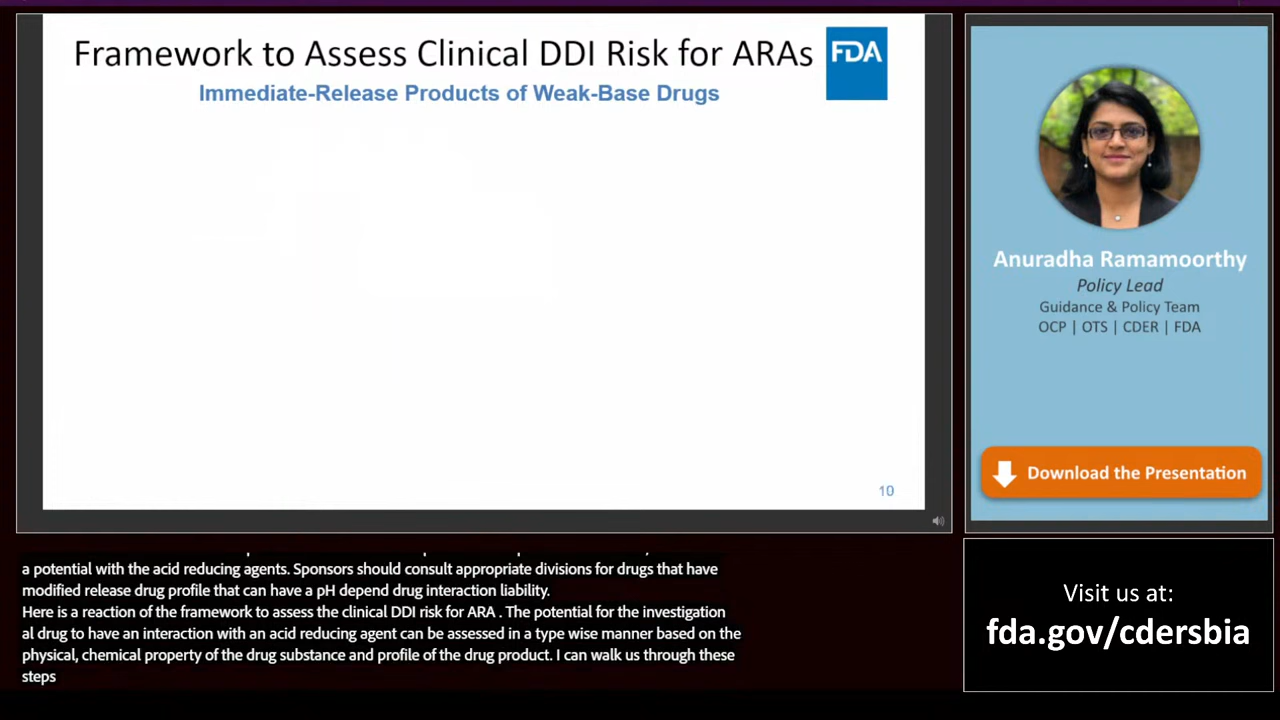 Framework to Assess Clinical DDI Risk for ARAs
FDA
Immediate-Release Products of Weak-Base Drugs
10
Anuradha Ramamoorthy
Policy Lead
Guidance & Policy Team
OCP | OTS | CDER | FDA
Download the Presentation
a potential with the acid reducing agents. Sponsors should consult appropriate divisions for drugs that have
modified release drug profile that can have a pH depend drug interaction liability.
Here is a reaction of the framework to assess the clinical DDI risk for ARA . The potential for the investigation
al drug to have an interaction with an acid reducing agent can be assessed in a type wise manner based on the
physical, chemical property of the drug substance and profile of the drug product. I can walk us through these
steps
Visit us at:
fda.gov/cdersbia